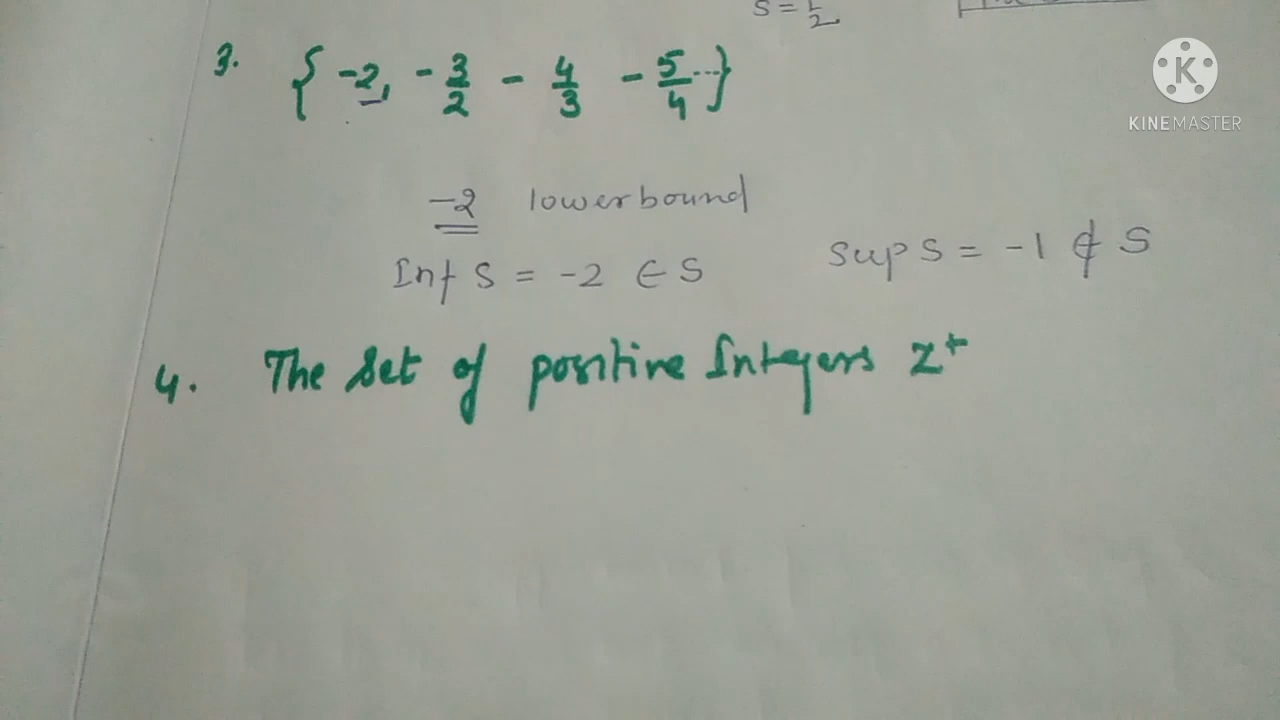 S = 1/2
3. { -2, -3/2 -4/3 -5/4 ... }
KINEMASTER
-2 lowerbound
Inf S = -2 ∈ S
sup S = -1 ∉ S
4. The set of positive Integers Z+